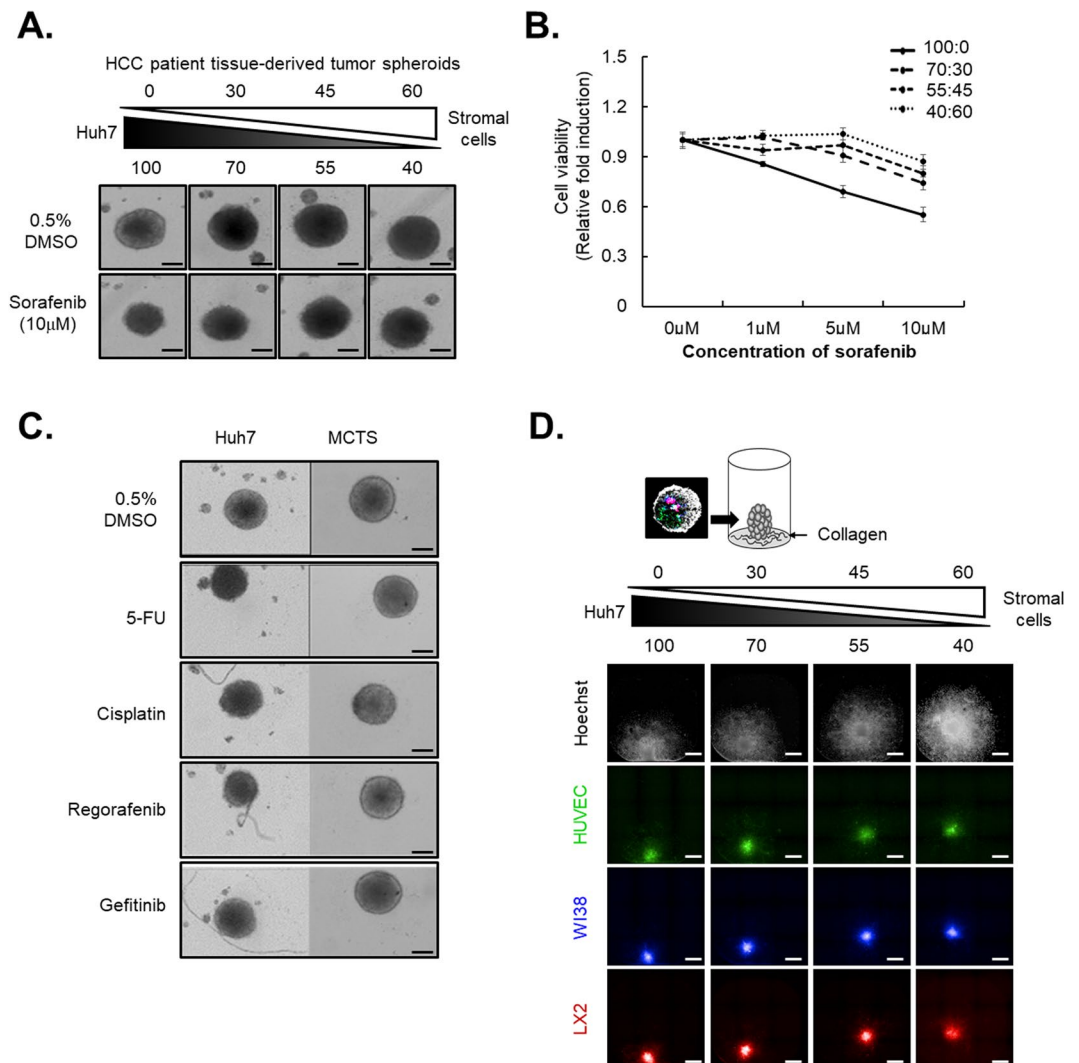 A.
HCC patient tissue-derived tumor spheroids
0 30 45 60
Huh7
Stromal
cells
100 70 55 40
0.5%
DMSO
Sorafenib
(10μM)
B.
1.5
1.2
0.9
0.6
0.3
0
Cell viability
(Relative fold induction)
100:0
70:30
55:45
40:60
0uM 1uM 5uM 10uM
Concentration of sorafenib
C.
Huh7 MCTS
0.5%
DMSO
5-FU
Cisplatin
Regorafenib
Gefitinib
D.
Collagen
0 30 45 60
Huh7
Stromal
cells
100 70 55 40
Hoechst
HUVEC
WI38
LX2